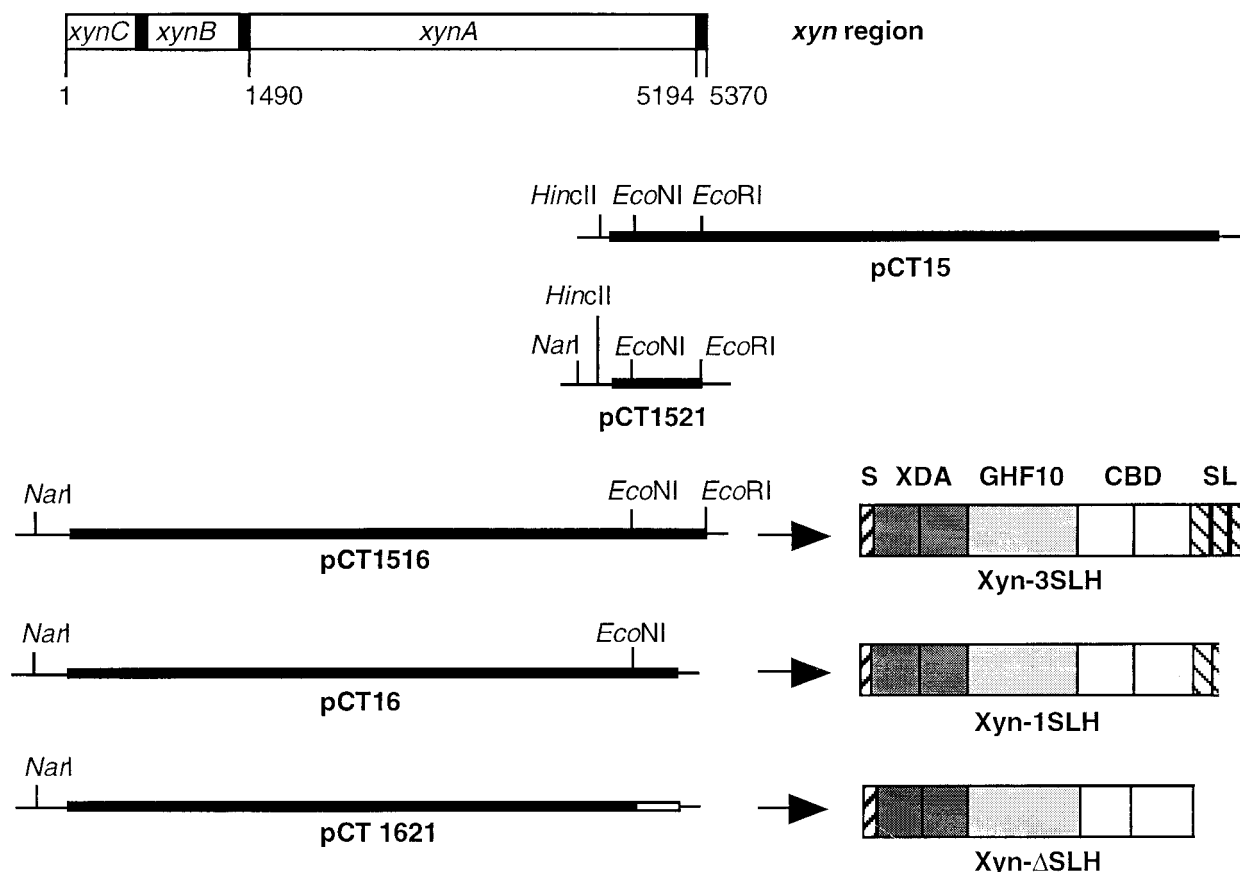 xynC xynB xynA xyn region
1 1490 5194 5370
HincII EcoNI EcoRI
pCT15
HincII
NarI EcoNI EcoRI
pCT1521
S XDA GHF10 CBD SL
NarI EcoNI EcoRI
pCT1516
Xyn-3SLH
NarI EcoNI
pCT16
Xyn-1SLH
NarI
pCT 1621
Xyn-ΔSLH